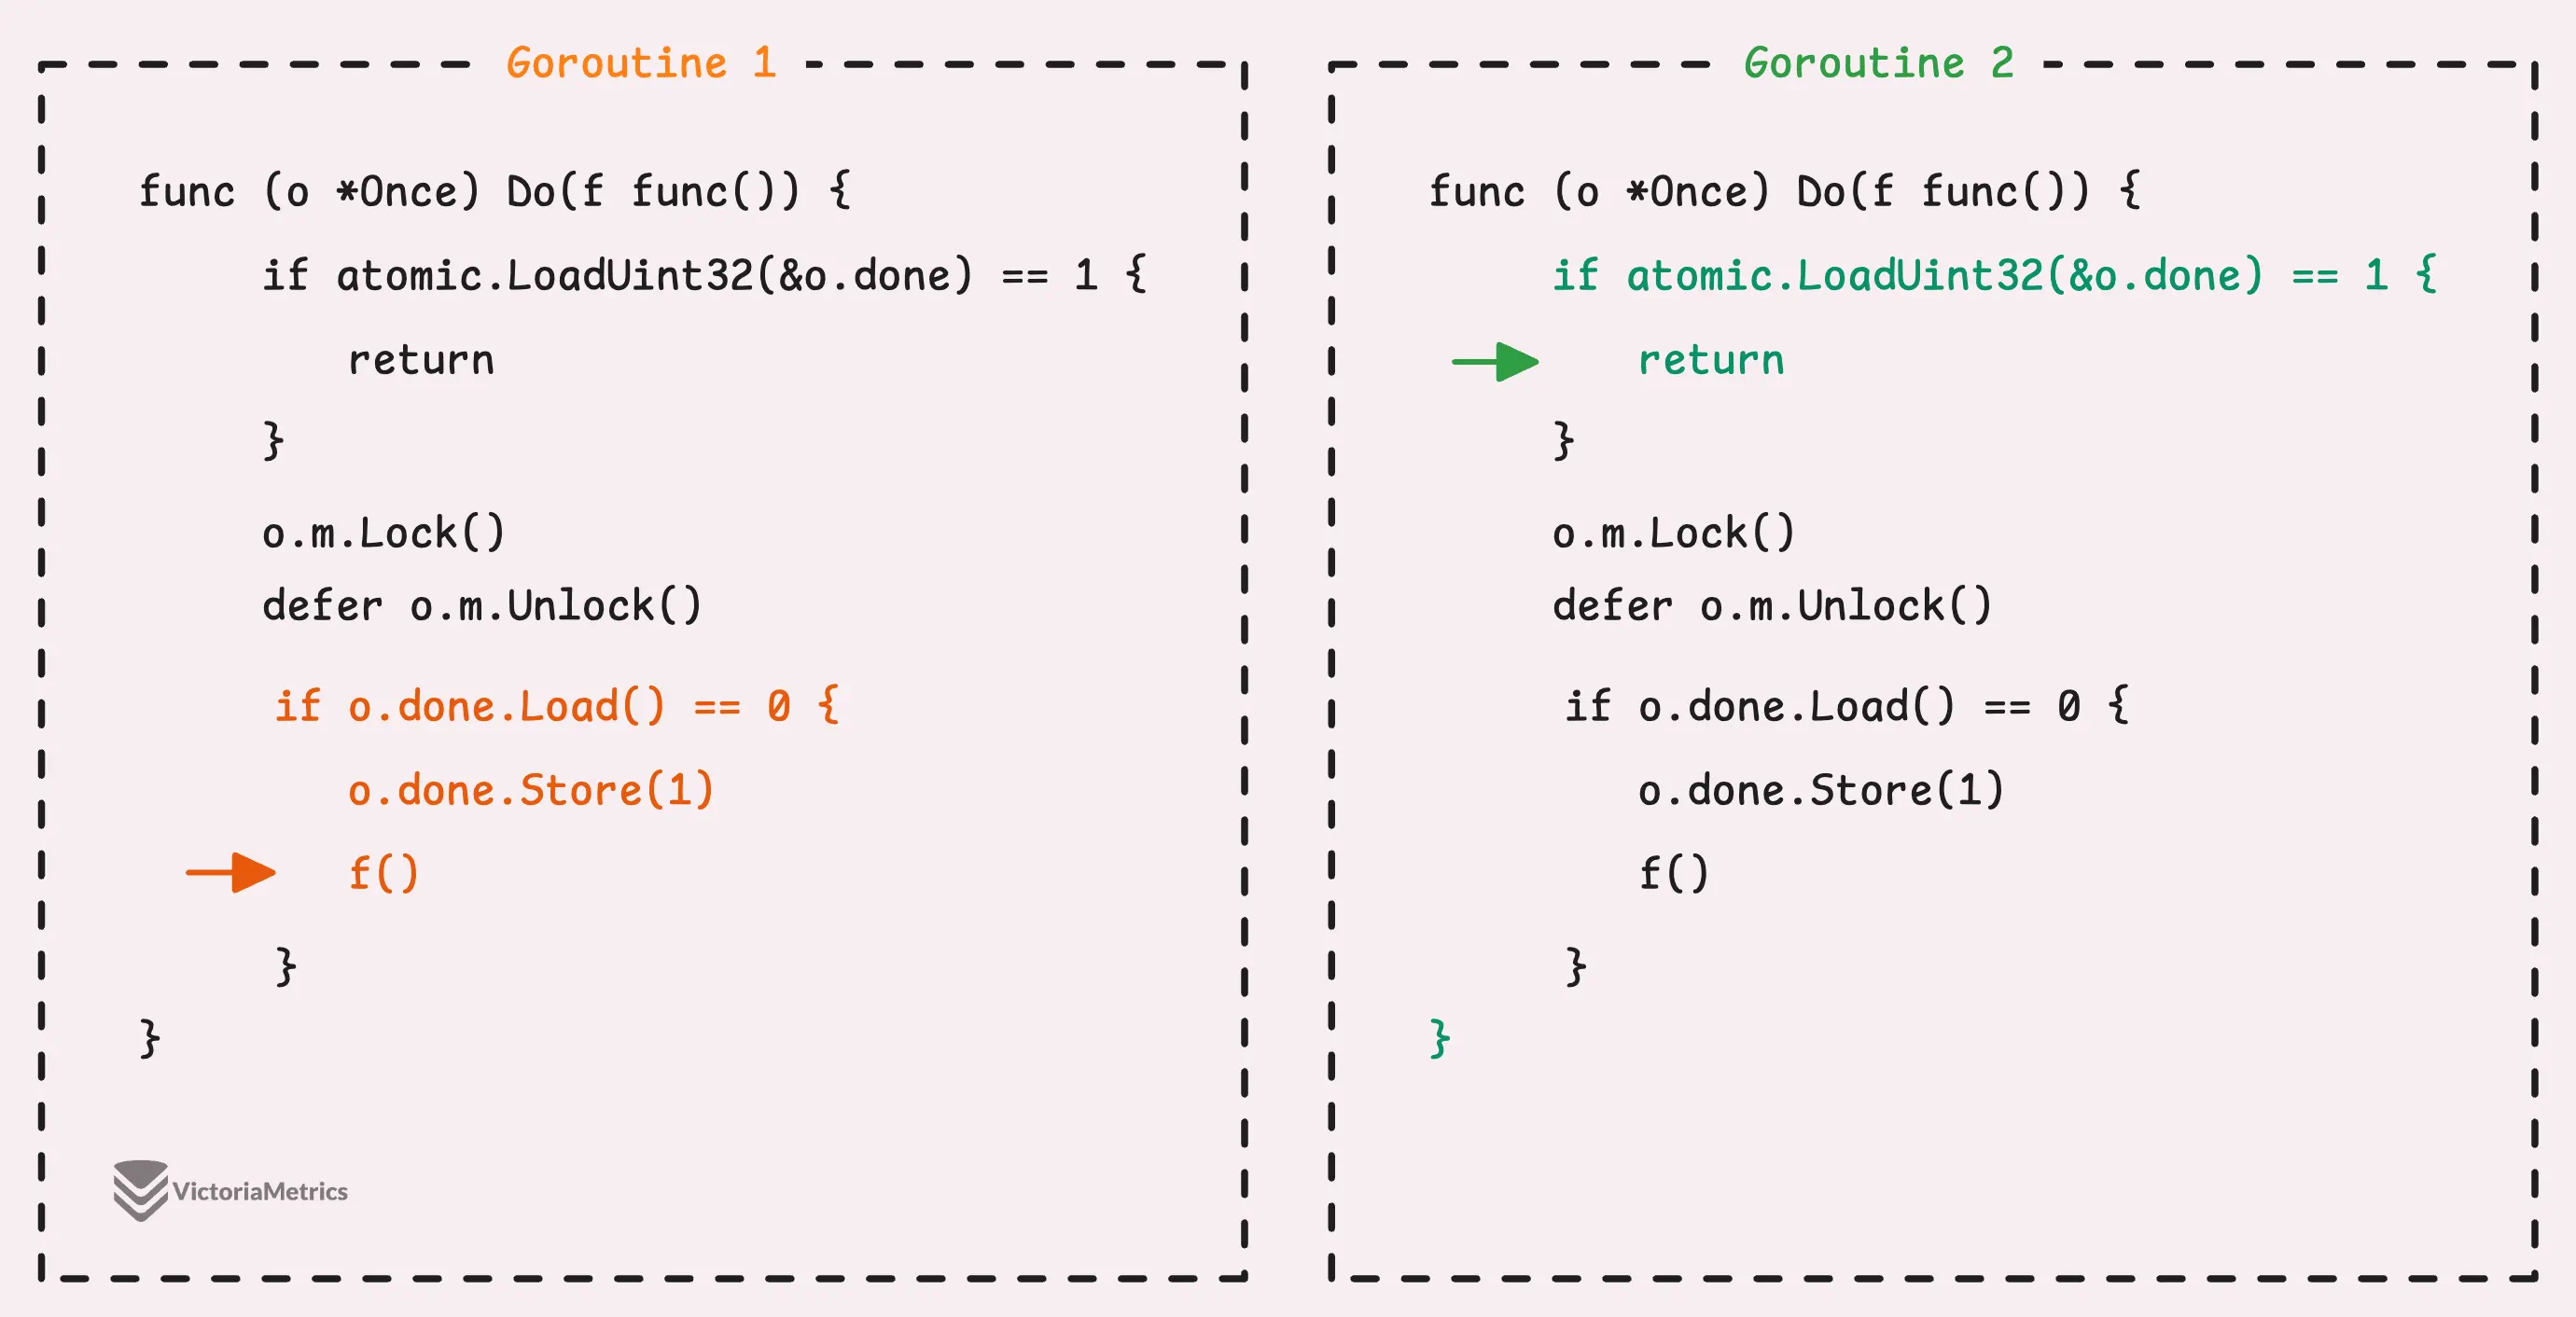 Goroutine 1
func (o *Once) Do(f func()) {
if atomic.LoadUint32(&o.done) == 1 {
return
}
o.m.Lock()
defer o.m.Unlock()
if o.done.Load() == 0 {
o.done.Store(1)
f()
}
}
VictoriaMetrics
Goroutine 2
func (o *Once) Do(f func()) {
if atomic.LoadUint32(&o.done) == 1 {
return
}
o.m.Lock()
defer o.m.Unlock()
if o.done.Load() == 0 {
o.done.Store(1)
f()
}
}